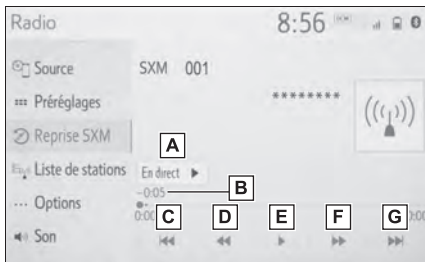 Radio
8:56
Source
SXM 001
Préréglages
********
Reprise SXM
A
Liste de stations
En direct
B
-0:05
Options
0:00
C D E F G
Son